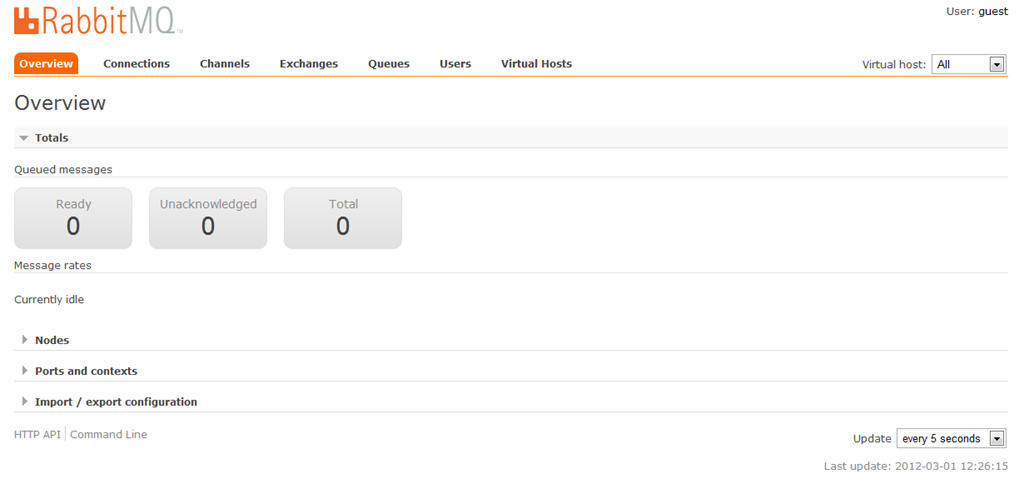 RabbitMQ™
User: guest
Overview Connections Channels Exchanges Queues Users Virtual Hosts Virtual host: All
Overview
Totals
Queued messages
Ready Unacknowledged Total
0 0 0
Message rates
Currently idle
Nodes
Ports and contexts
Import / export configuration
HTTP API Command Line
Update every 5 seconds
Last update: 2012-03-01 12:26:15